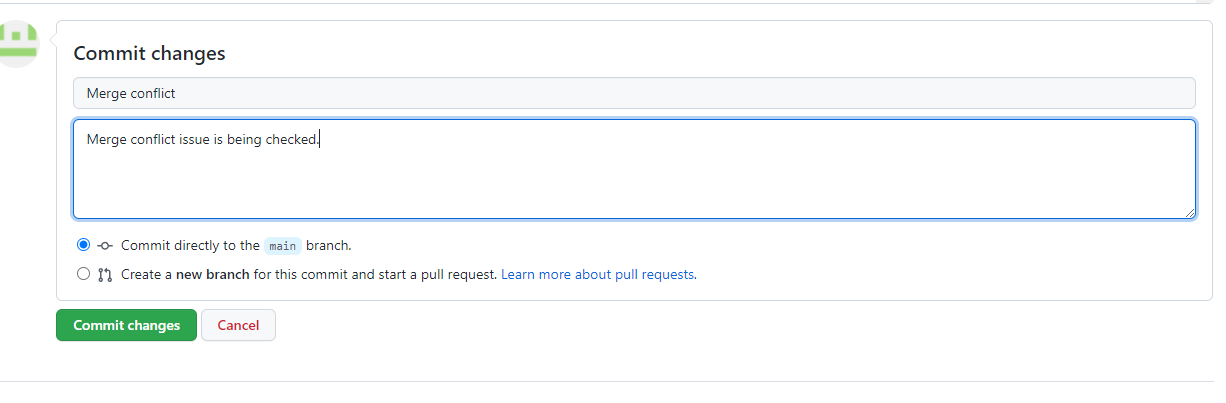 Commit changes
Merge conflict
Merge conflict issue is being checked.
Commit directly to the main branch.
Create a new branch for this commit and start a pull request. Learn more about pull requests.
Commit changes Cancel